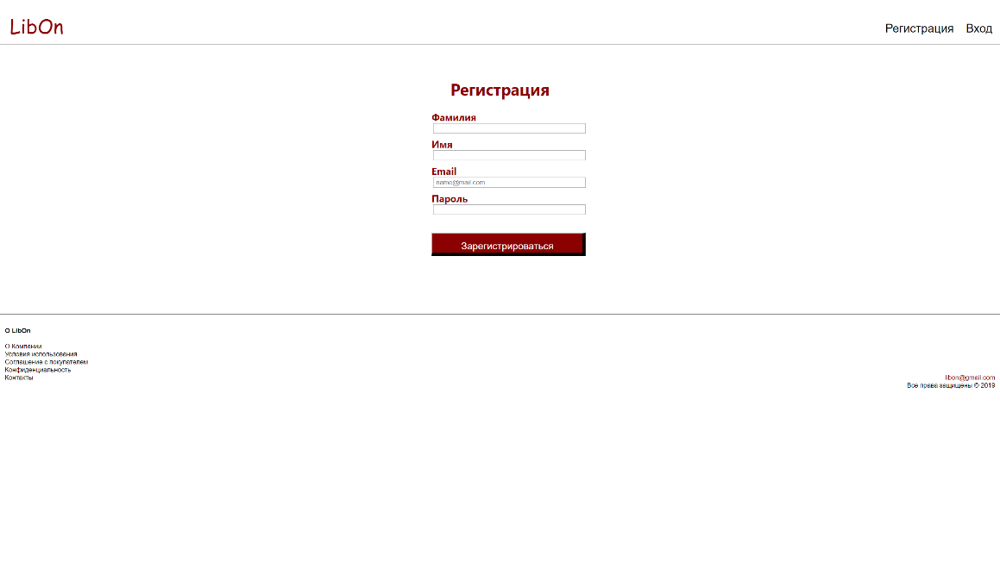 LibOn
Регистрация Вход
Регистрация
Фамилия
Имя
Email
name@mail.com
Пароль
Зарегистрироваться
О LibOn
О Компании
Условия использования
Соглашение с покупателем
Конфиденциальность
Контакты
libon@gmail.com
Все права защищены © 2019